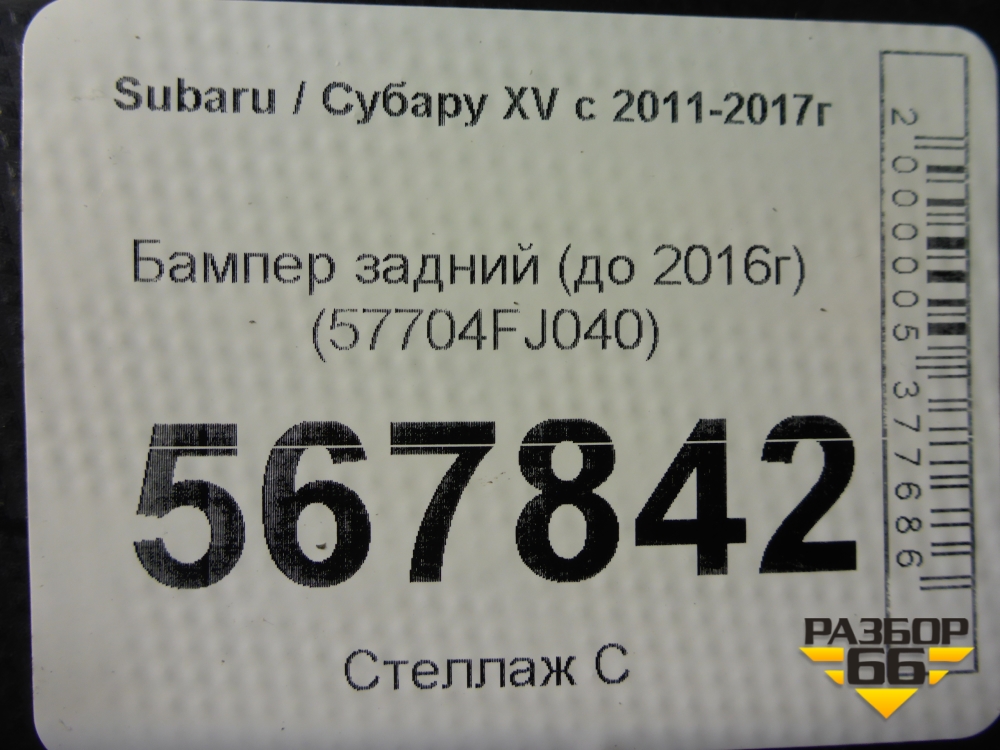 Subaru / Субару XV с 2011-2017г
Бампер задний (до 2016г)
(57704FJ040)
567842
Стеллаж С
2000005377686
РАЗБОР
66